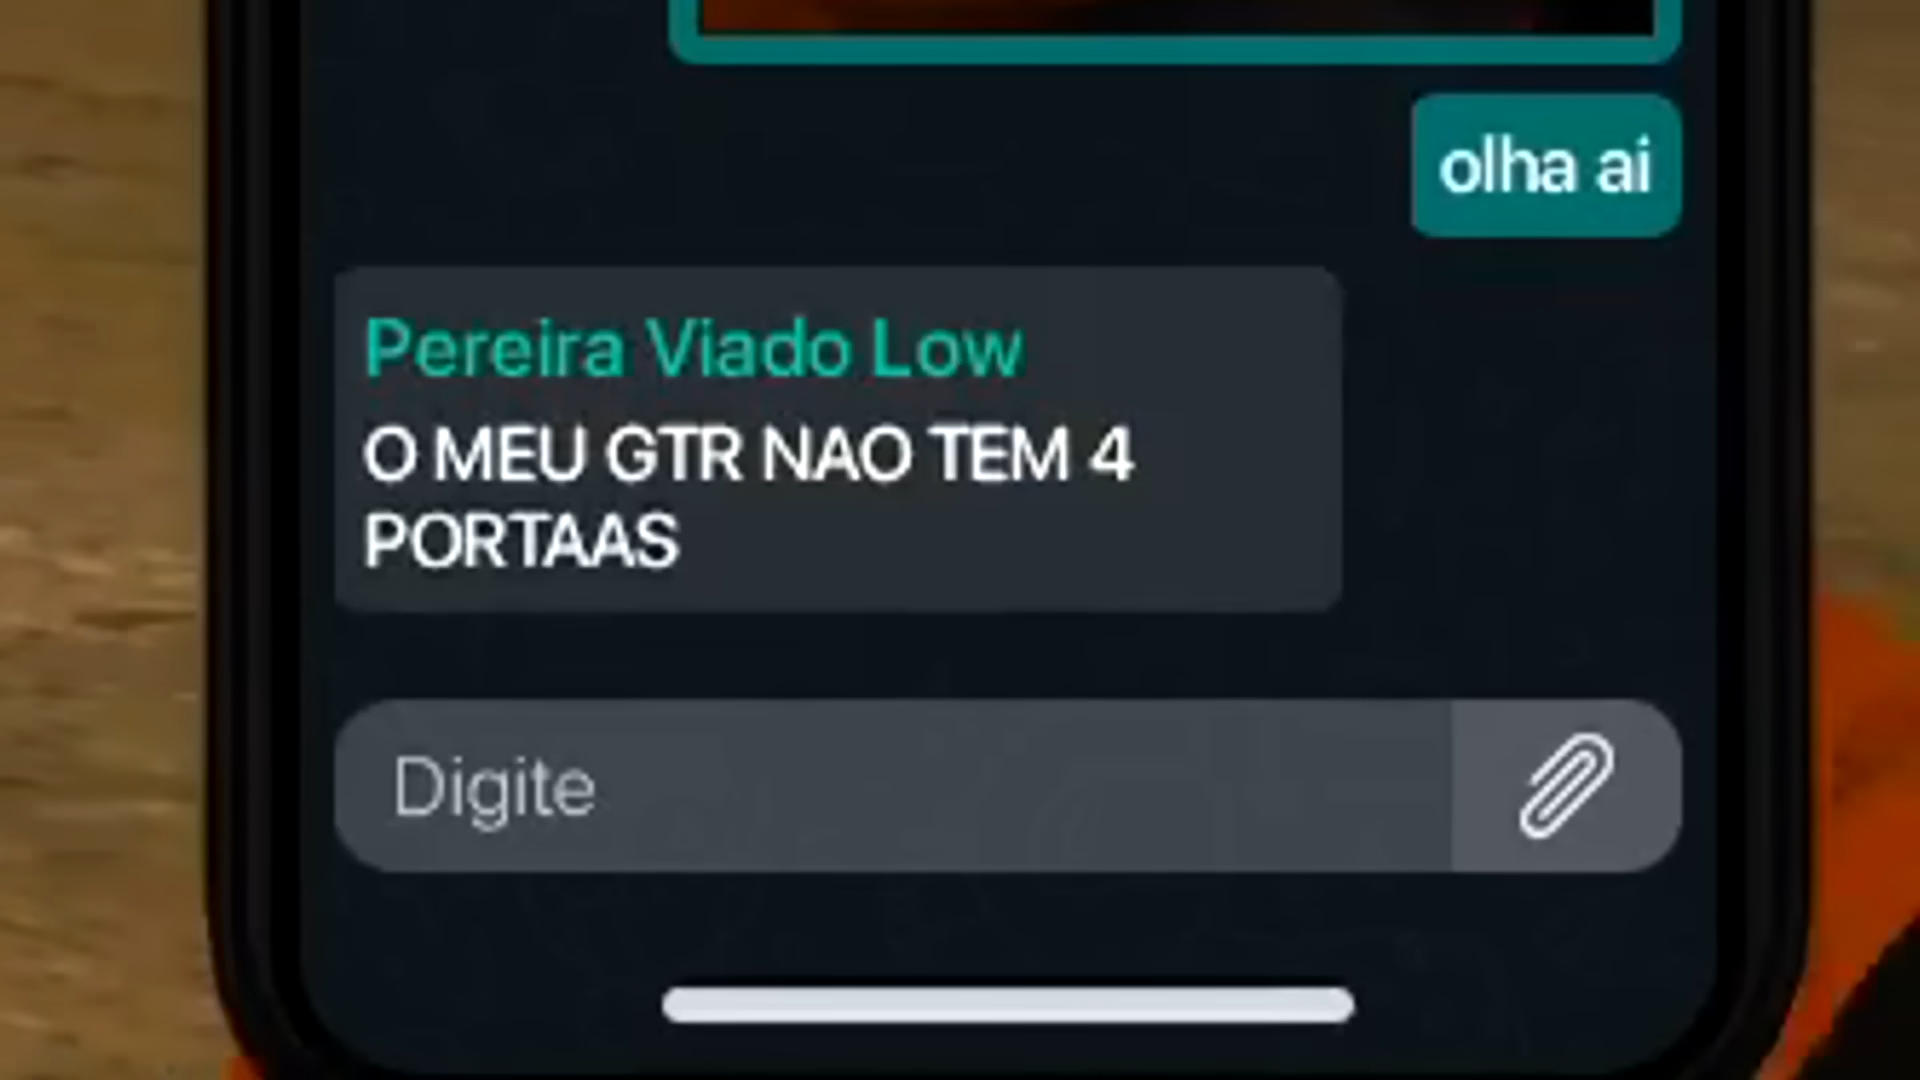 olha ai
Pereira Viado Low
O MEU GTR NAO TEM 4
PORTAAS
Digite